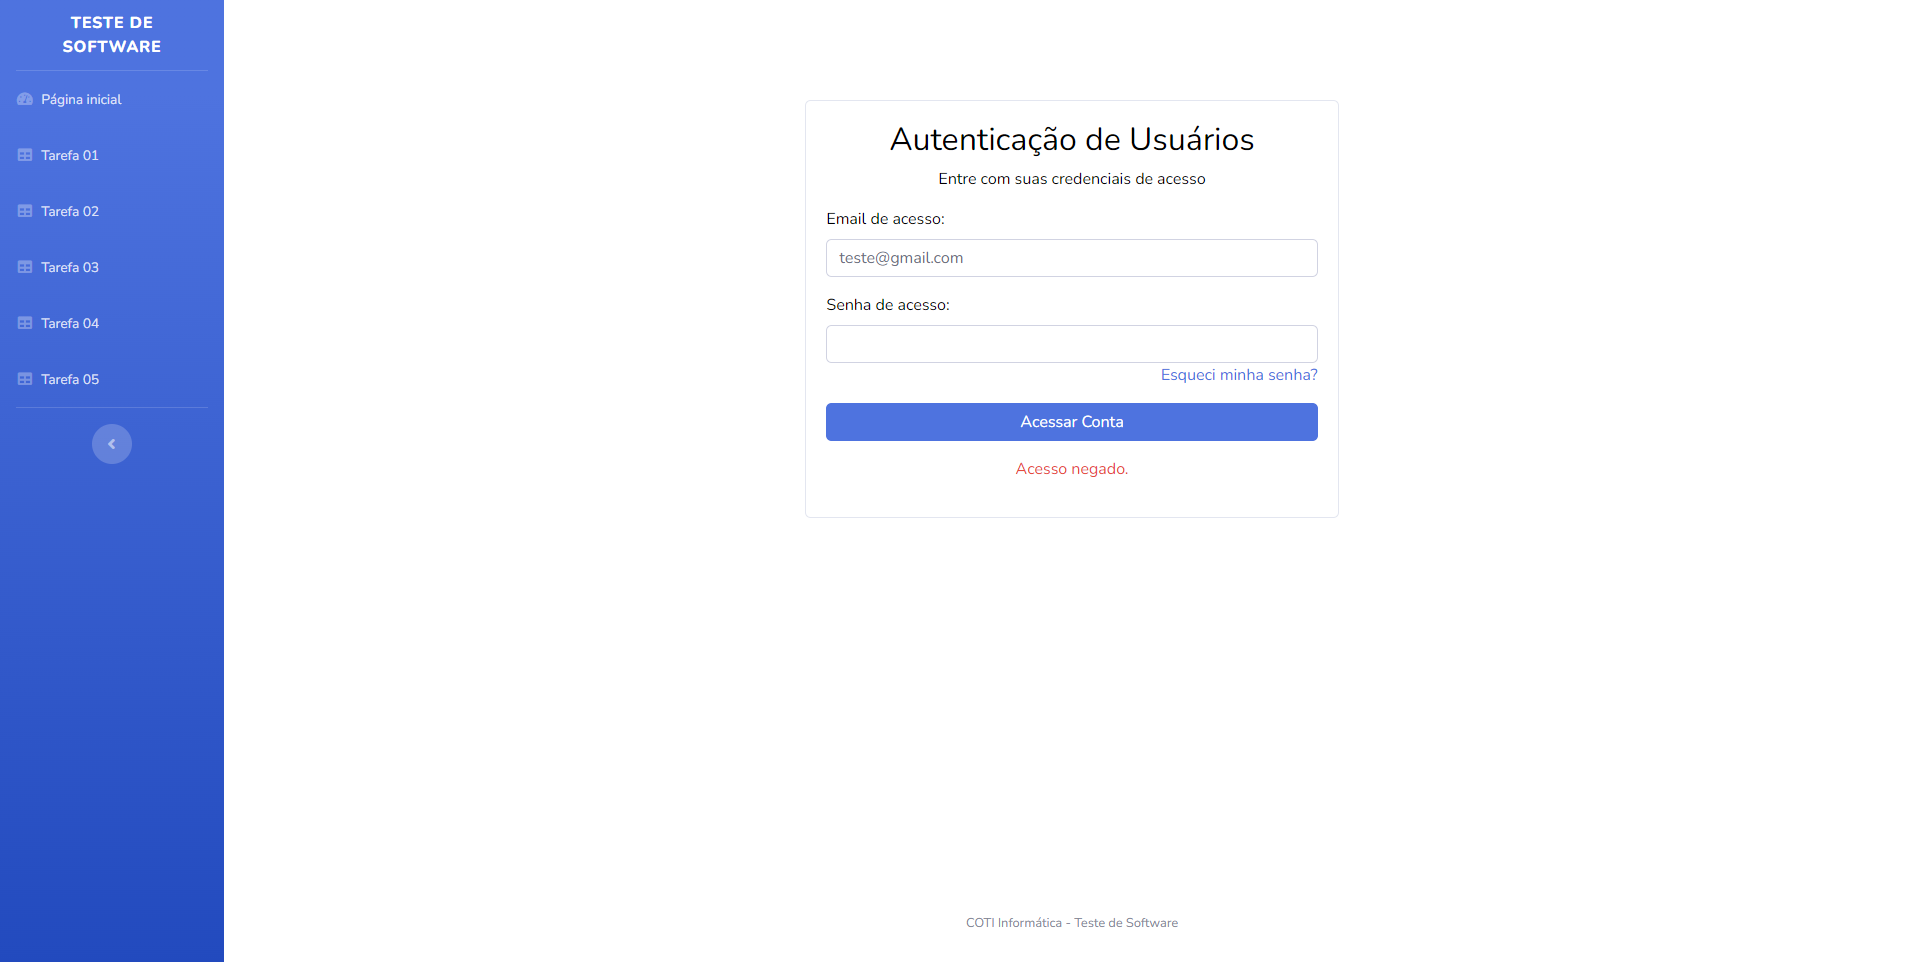 TESTE DE
SOFTWARE
Página inicial
Tarefa 01
Tarefa 02
Tarefa 03
Tarefa 04
Tarefa 05
Autenticação de Usuários
Entre com suas credenciais de acesso
Email de acesso:
teste@gmail.com
Senha de acesso:
Esqueci minha senha?
Acessar Conta
Acesso negado.
COTI Informática - Teste de Software